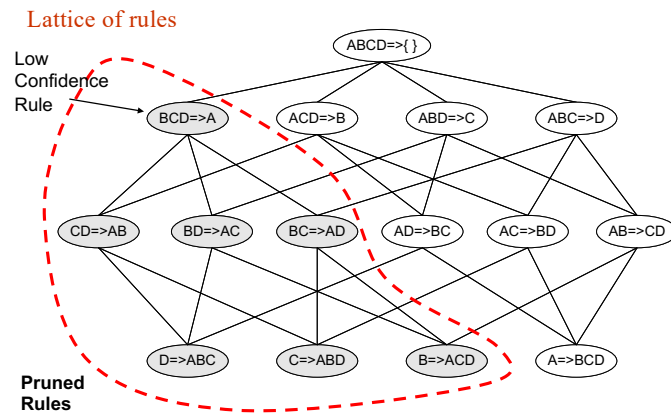 Lattice of rules
ABCD=>{ }
Low
Confidence
Rule
BCD=>A
ACD=>B
ABD=>C
ABC=>D
CD=>AB
BD=>AC
BC=>AD
AD=>BC
AC=>BD
AB=>CD
D=>ABC
C=>ABD
B=>ACD
A=>BCD
Pruned
Rules